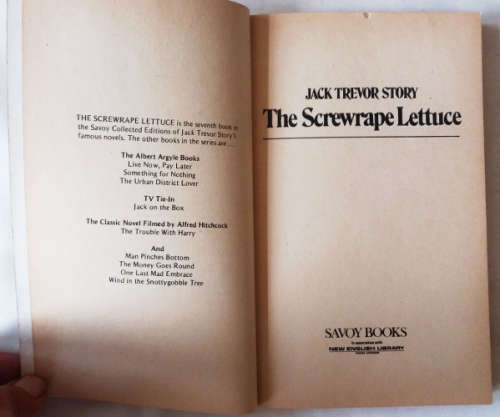 THE SCREWRAPE LETTUCE is the seventh book in
the Savoy Collected Editions of Jack Trevor Story's
famous novels. The other books in the series are . . .
The Albert Argyle Books
Live Now, Pay Later
Something for Nothing
The Urban District Lover
TV Tie-In
Jack on the Box
The Classic Novel Filmed by Alfred Hitchcock
The Trouble With Harry
And
Man Pinches Bottom
The Money Goes Round
One Last Mad Embrace
Wind in the Snottygobble Tree
JACK TREVOR STORY
The Screwrape Lettuce
SAVOY BOOKS
In association with
NEW ENGLISH LIBRARY